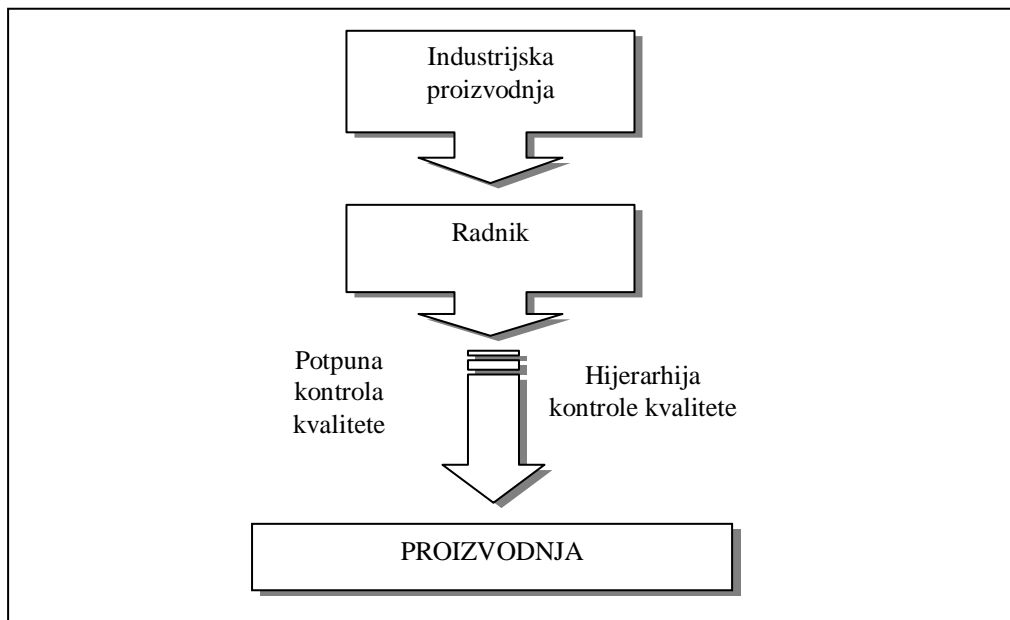 Industrijska
proizvodnja
Radnik
Potpuna
kontrola
kvalitete
Hijerarhija
kontrole kvalitete
PROIZVODNJA